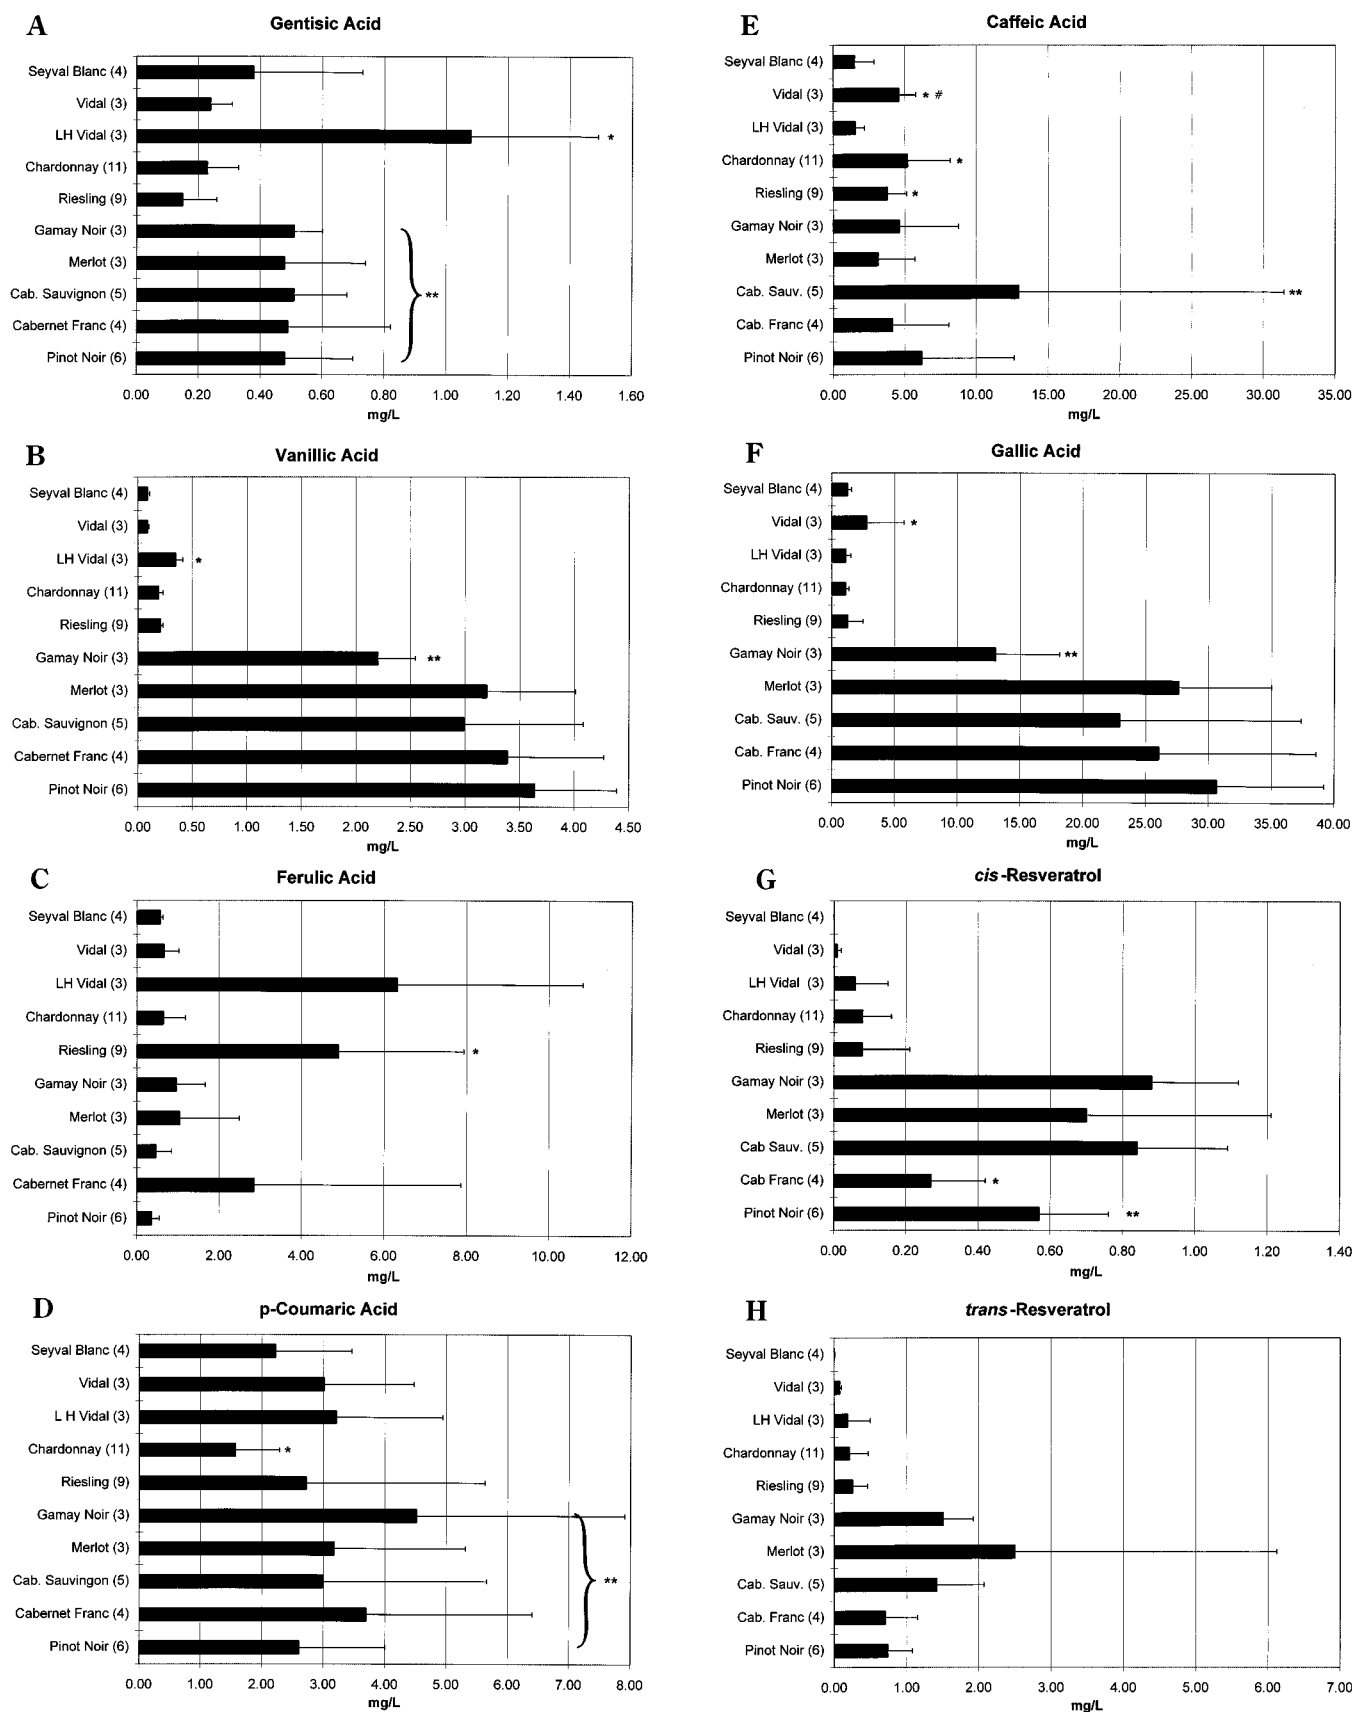 A
Gentisic Acid
Seyval Blanc (4)
Vidal (3)
LH Vidal (3)
*
Chardonnay (11)
Riesling (9)
Gamay Noir (3)
Merlot (3)
Cab. Sauvignon (5)
**
Cabernet Franc (4)
Pinot Noir (6)
0.00 0.20 0.40 0.60 0.80 1.00 1.20 1.40 1.60
mg/L
B
Vanillic Acid
Seyval Blanc (4)
Vidal (3)
LH Vidal (3)
*
Chardonnay (11)
Riesling (9)
Gamay Noir (3)
**
Merlot (3)
Cab. Sauvignon (5)
Cabernet Franc (4)
Pinot Noir (6)
0.00 0.50 1.00 1.50 2.00 2.50 3.00 3.50 4.00 4.50
mg/L
C
Ferulic Acid
Seyval Blanc (4)
Vidal (3)
LH Vidal (3)
Chardonnay (11)
Riesling (9)
*
Gamay Noir (3)
Merlot (3)
Cab. Sauvignon (5)
Cabernet Franc (4)
Pinot Noir (6)
0.00 2.00 4.00 6.00 8.00 10.00 12.00
mg/L
D
p-Coumaric Acid
Seyval Blanc (4)
Vidal (3)
L H Vidal (3)
Chardonnay (11)
*
Riesling (9)
Gamay Noir (3)
Merlot (3)
Cab. Sauvingon (5)
**
Cabernet Franc (4)
Pinot Noir (6)
0.00 1.00 2.00 3.00 4.00 5.00 6.00 7.00 8.00
mg/L
E
Caffeic Acid
Seyval Blanc (4)
Vidal (3)
* #
LH Vidal (3)
Chardonnay (11)
*
Riesling (9)
*
Gamay Noir (3)
Merlot (3)
Cab. Sauv. (5)
**
Cab. Franc (4)
Pinot Noir (6)
0.00 5.00 10.00 15.00 20.00 25.00 30.00 35.00
mg/L
F
Gallic Acid
Seyval Blanc (4)
Vidal (3)
*
LH Vidal (3)
Chardonnay (11)
Riesling (9)
Gamay Noir (3)
**
Merlot (3)
Cab. Sauv. (5)
Cab. Franc (4)
Pinot Noir (6)
0.00 5.00 10.00 15.00 20.00 25.00 30.00 35.00 40.00
mg/L
G
cis-Resveratrol
Seyval Blanc (4)
Vidal (3)
LH Vidal (3)
Chardonnay (11)
Riesling (9)
Gamay Noir (3)
Merlot (3)
Cab Sauv. (5)
Cab Franc (4)
*
Pinot Noir (6)
**
0.00 0.20 0.40 0.60 0.80 1.00 1.20 1.40
mg/L
H
trans-Resveratrol
Seyval Blanc (4)
Vidal (3)
LH Vidal (3)
Chardonnay (11)
Riesling (9)
Gamay Noir (3)
Merlot (3)
Cab. Sauv. (5)
Cab. Franc (4)
Pinot Noir (6)
0.00 1.00 2.00 3.00 4.00 5.00 6.00 7.00
mg/L